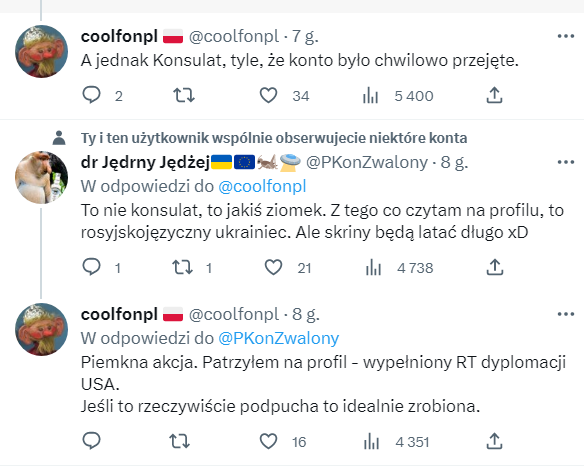 coolfonpl 🇵🇱 @coolfonpl · 7 g.
A jednak Konsulat, tyle, że konto było chwilowo przejęte.
2 34 5 400
Ty i ten użytkownik wspólnie obserwujecie niektóre konta
dr Jędrny Jędżej🇺🇦🇪🇺🐿️🛸 @PKonZwalony · 8 g.
W odpowiedzi do @coolfonpl
To nie konsulat, to jakiś ziomek. Z tego co czytam na profilu, to
rosyjskojęzyczny ukrainiec. Ale skriny będą latać długo xD
1 1 21 4 738
coolfonpl 🇵🇱 @coolfonpl · 8 g.
W odpowiedzi do @PKonZwalony
Piemkna akcja. Patrzyłem na profil - wypełniony RT dyplomacji
USA.
Jeśli to rzeczywiście podpucha to idealnie zrobiona.
16 4 351